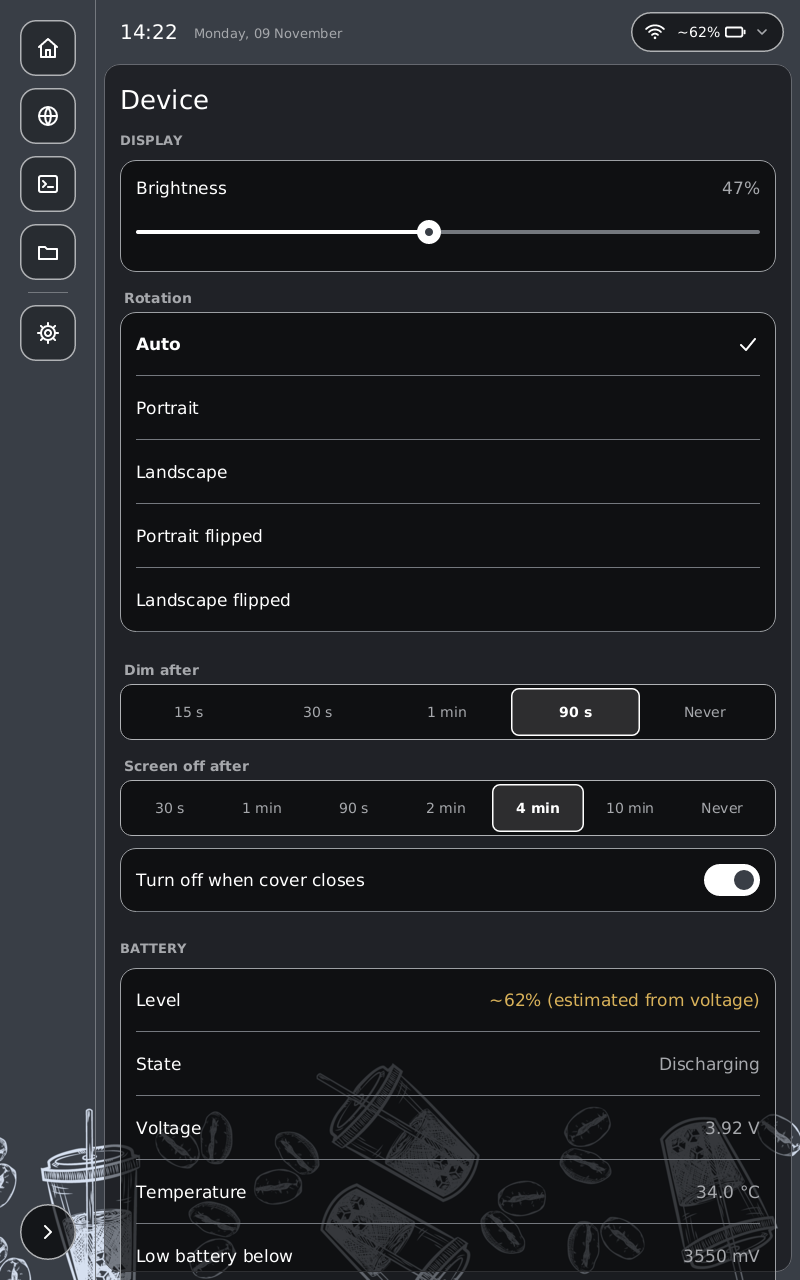 14:22 Monday, 09 November ~62%
Device
DISPLAY
Brightness 47%
Rotation
Auto
Portrait
Landscape
Portrait flipped
Landscape flipped
Dim after
15 s 30 s 1 min 90 s Never
Screen off after
30 s 1 min 90 s 2 min 4 min 10 min Never
Turn off when cover closes
BATTERY
Level ~62% (estimated from voltage)
State Discharging
Voltage 3.92 V
Temperature 34.0 °C
Low battery below 3550 mV